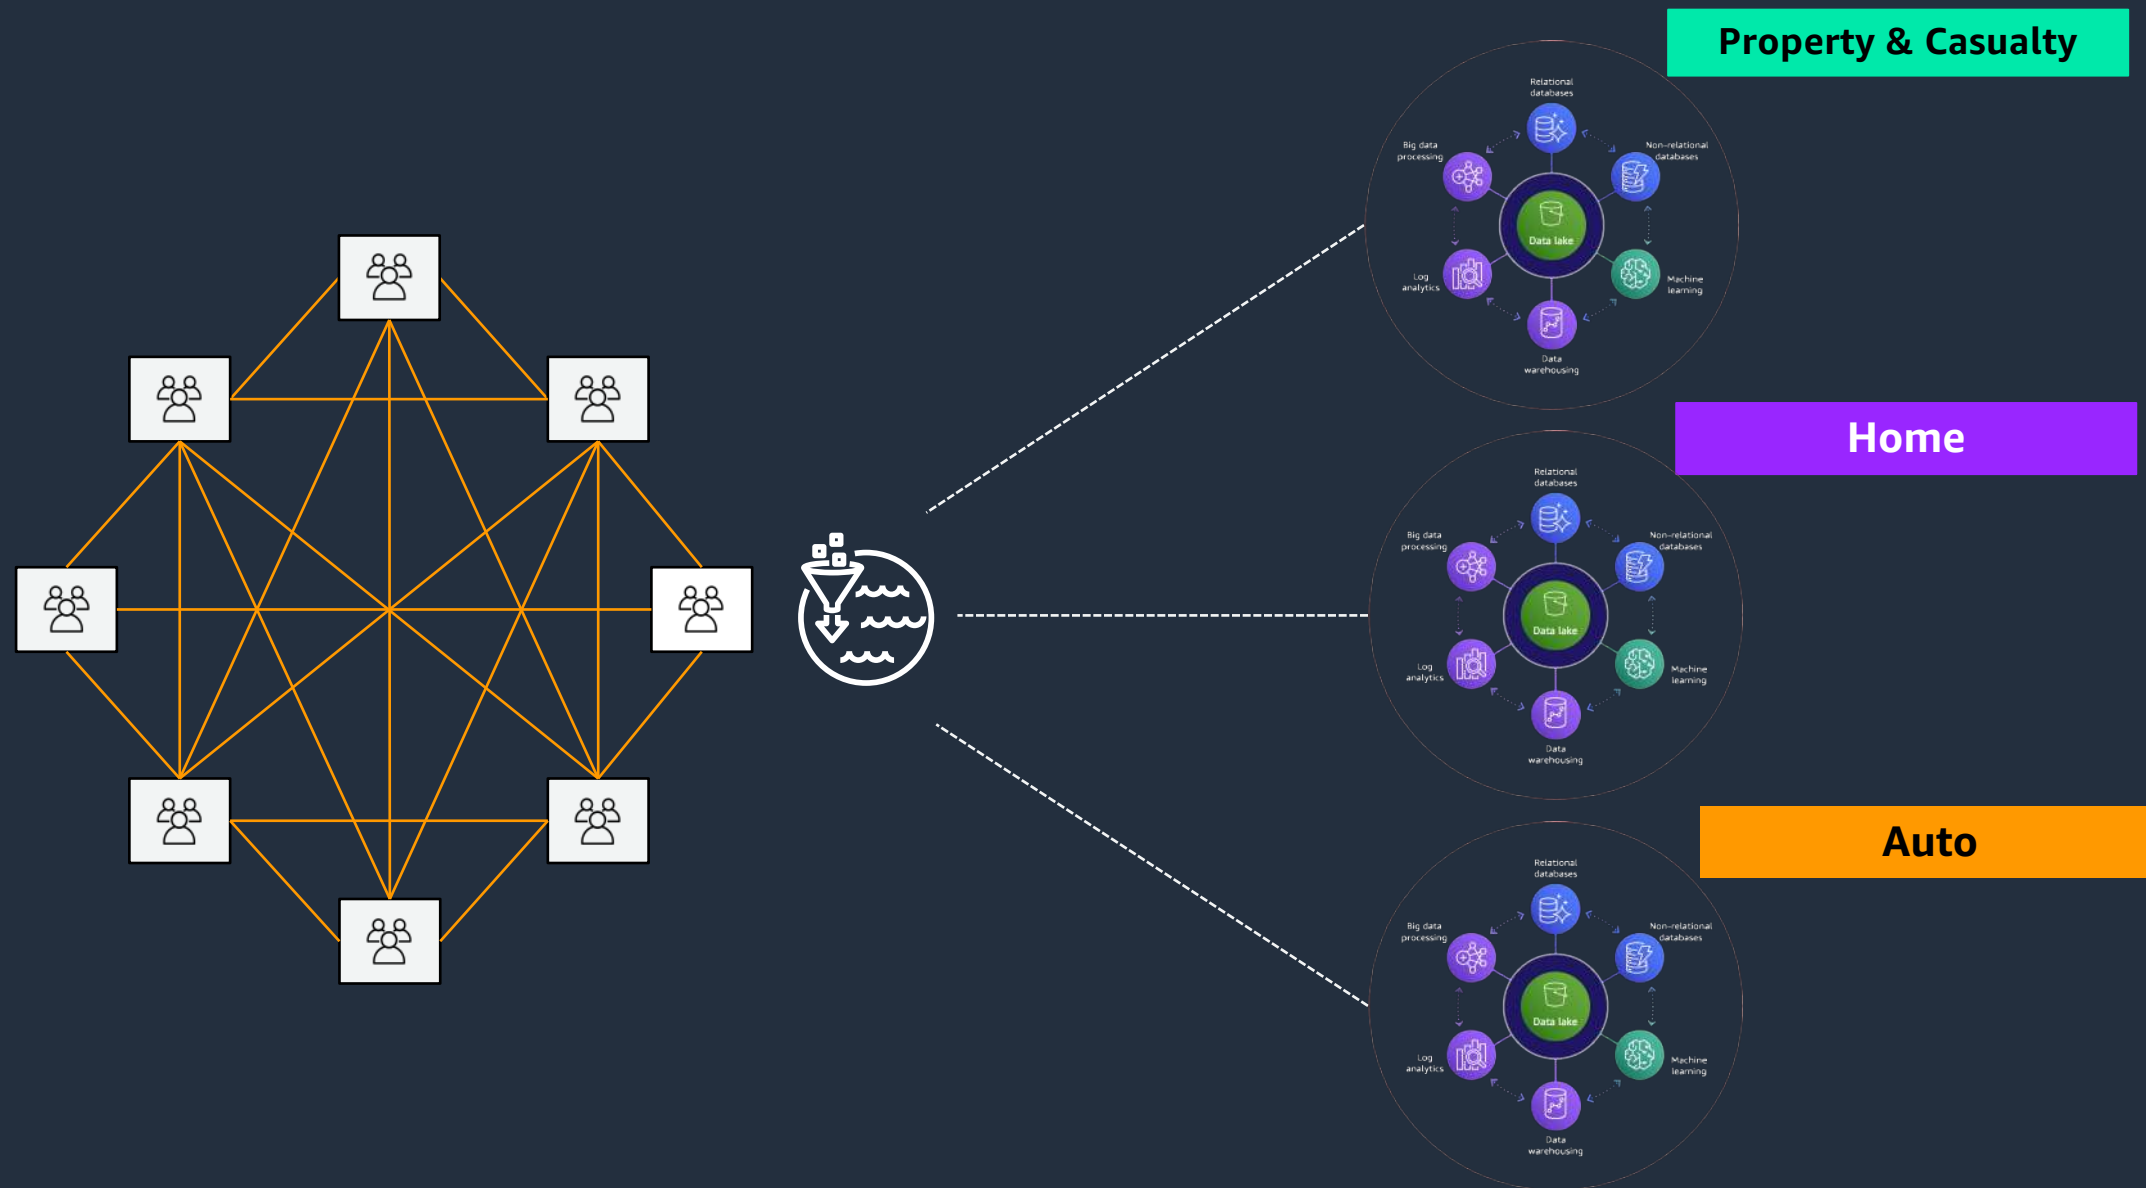 Property & Casualty
Relational
databases
Big data
processing
Non-relational
databases
Data lake
Log
analytics
Machine
learning
Data
warehousing
Home
Relational
databases
Big data
processing
Non-relational
databases
Data lake
Log
analytics
Machine
learning
Data
warehousing
Auto
Relational
databases
Big data
processing
Non-relational
databases
Data lake
Log
analytics
Machine
learning
Data
warehousing